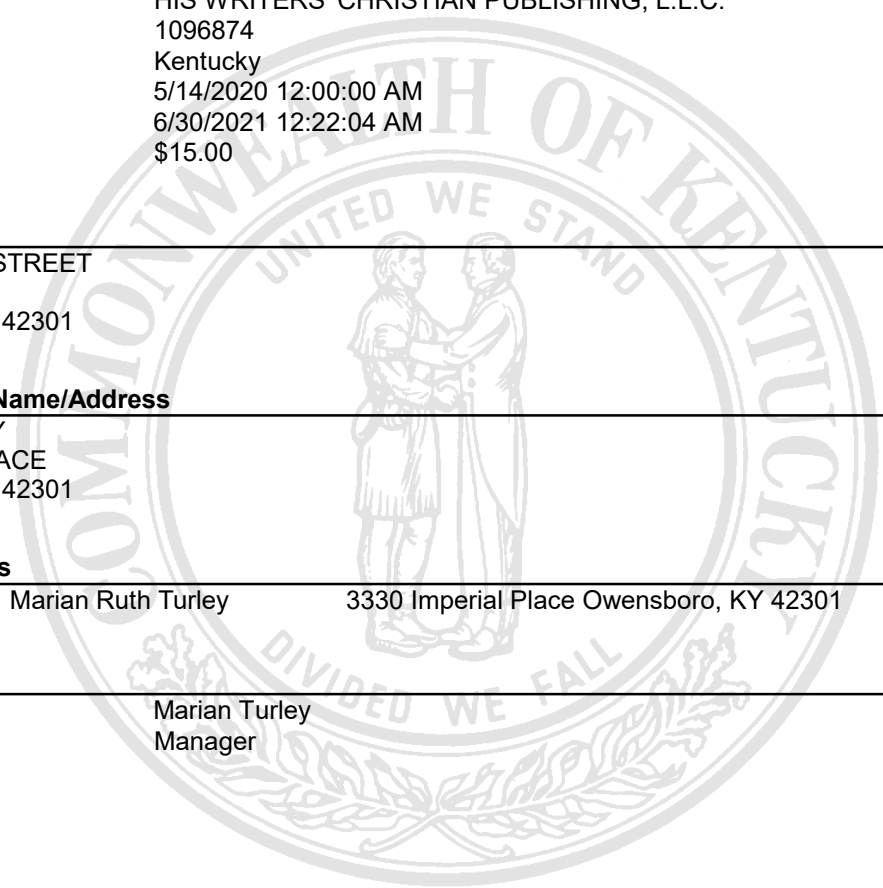 HIS WRITERS' CHRISTIAN PUBLISHING, L.L.C.
1096874
Kentucky
5/14/2020 12:00:00 AM
6/30/2021 12:22:04 AM
$15.00
COMMONWEALTH OF KENTUCKY
UNITED WE STAND
STREET
42301
Name/Address
Y
ACE
42301
s
Marian Ruth Turley 3330 Imperial Place Owensboro, KY 42301
DIVIDED WE FALL
Marian Turley
Manager